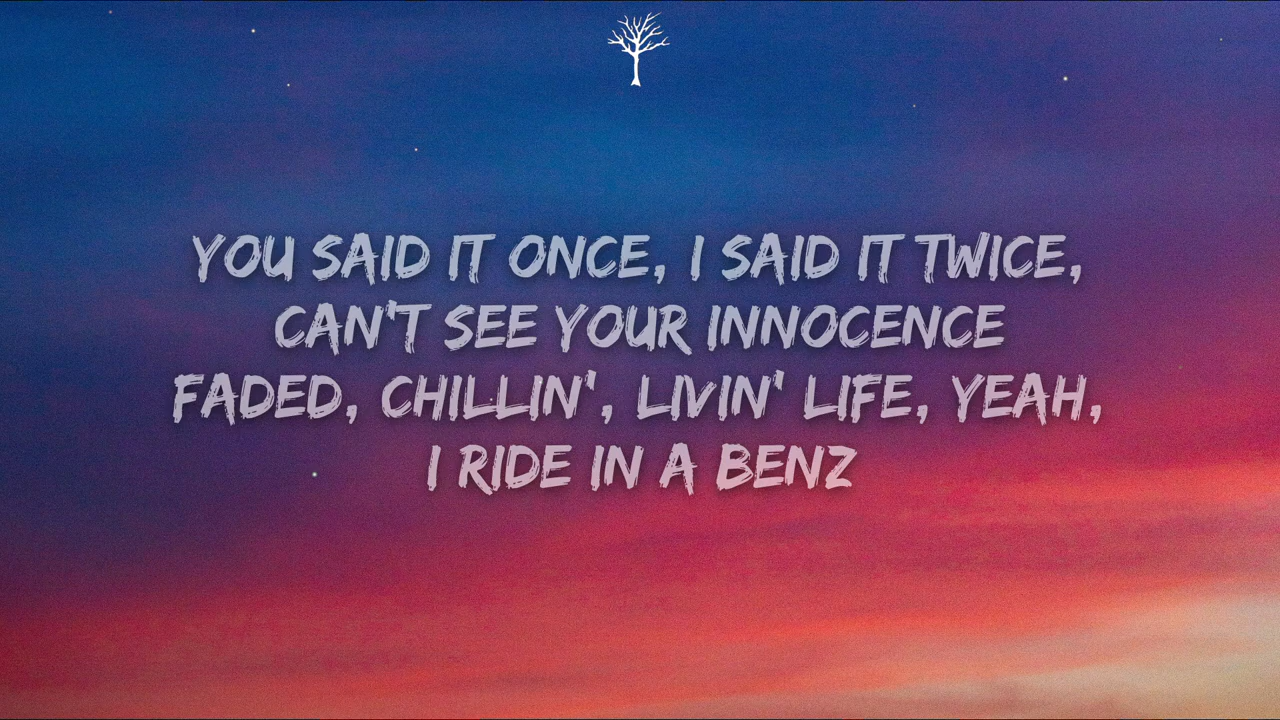 YOU SAID IT ONCE, I SAID IT TWICE,
CAN'T SEE YOUR INNOCENCE
FADED, CHILLIN', LIVIN' LIFE, YEAH,
I RIDE IN A BENZ